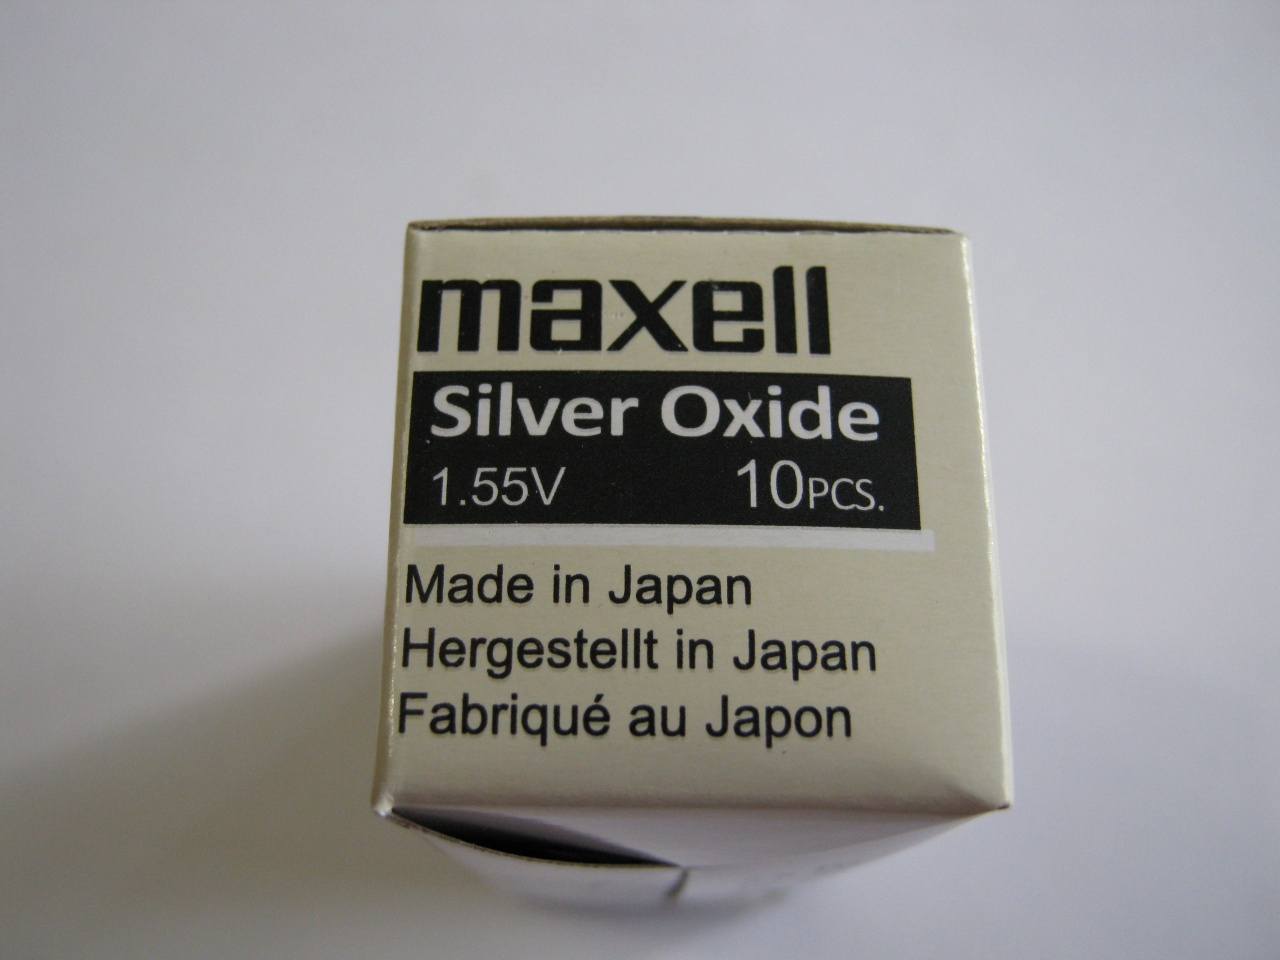 maxell
Silver Oxide
1.55V 10PCS.
Made in Japan
Hergestellt in Japan
Fabriqué au Japon